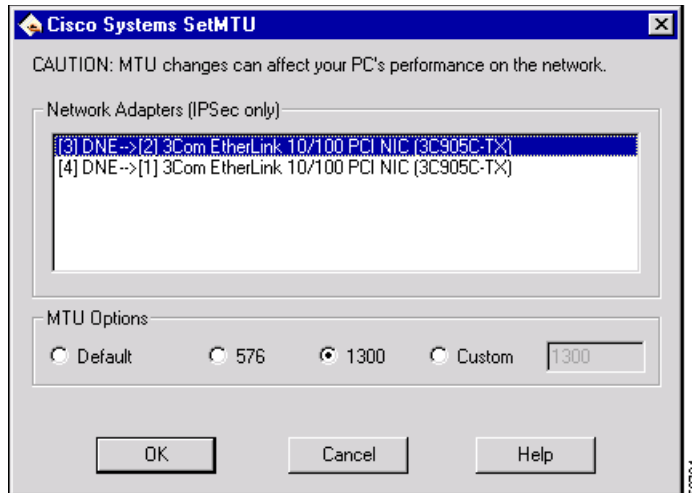 Cisco Systems SetMTU
CAUTION: MTU changes can affect your PC's performance on the network.
Network Adapters (IPSec only)
[3] DNE-->[2] 3Com EtherLink 10/100 PCI NIC (3C905C-TX)
[4] DNE-->[1] 3Com EtherLink 10/100 PCI NIC (3C905C-TX)
MTU Options
Default 576 1300 Custom 1300
OK Cancel Help